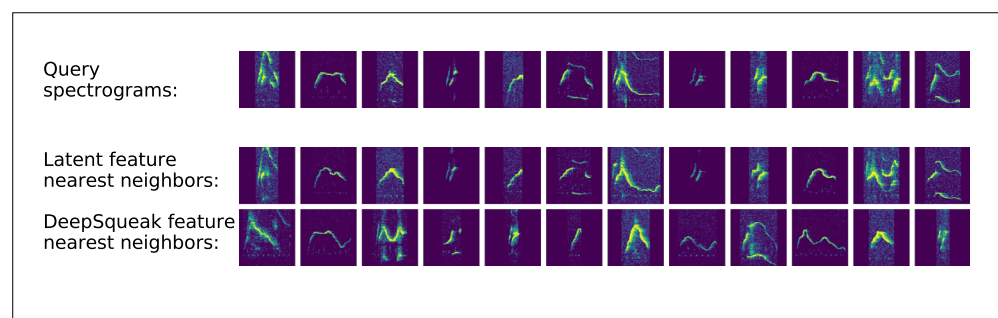 Query
spectrograms:
Latent feature
nearest neighbors:
DeepSqueak feature
nearest neighbors: